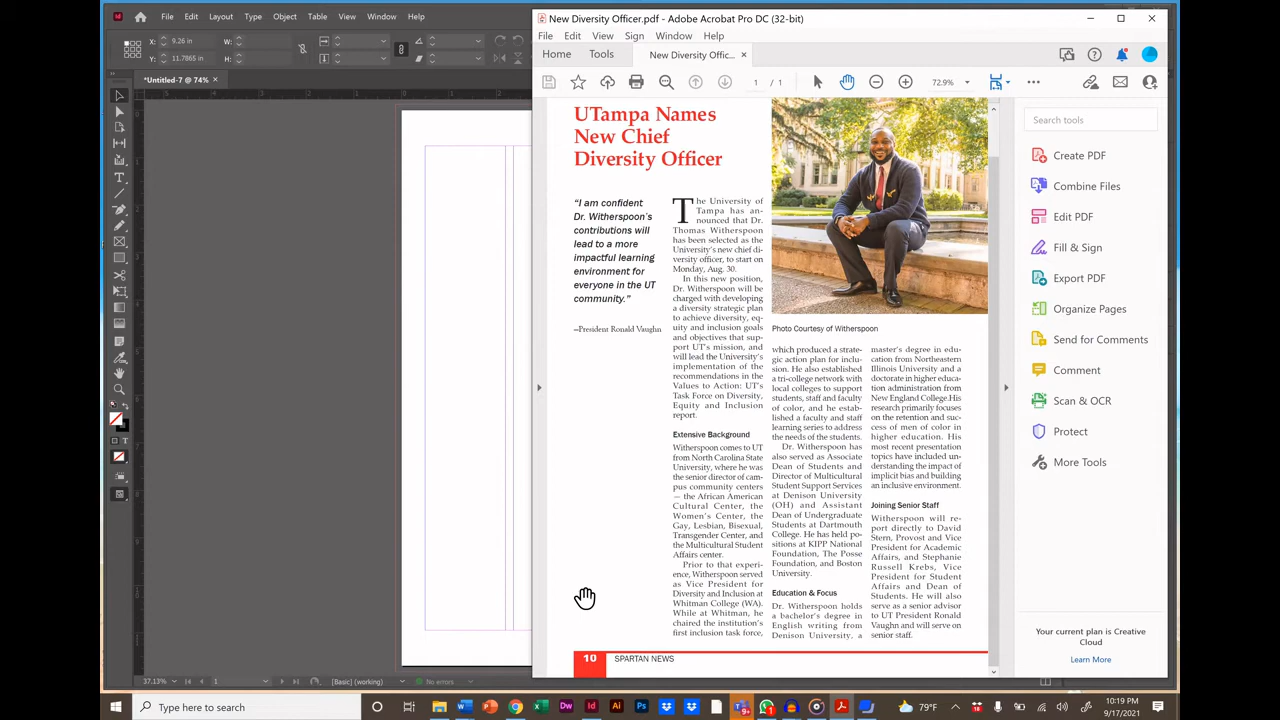 File Edit Layout Type Object Table View Window Help
X: 9.26 in
Y: 11.7865 in
W:
H:
*Untitled-7 @ 74% ×
37.13%
1
[Basic] (working)
No errors
New Diversity Officer.pdf - Adobe Acrobat Pro DC (32-bit)
File Edit View Sign Window Help
Home Tools New Diversity Offic... ×
1 / 1
72.9%
UTampa Names
New Chief
Diversity Officer
“I am confident
Dr. Witherspoon's
contributions will
lead to a more
impactful learning
environment for
everyone in the UT
community.”
—President Ronald Vaughn
The University of
Tampa has an-
nounced that Dr.
Thomas Witherspoon
has been selected as the
University's new chief di-
versity officer, to start on
Monday, Aug. 30.
In this new position,
Dr. Witherspoon will be
charged with developing
a diversity strategic plan
to achieve diversity, eq-
uity and inclusion goals
and objectives that sup-
port UT's mission, and
will lead the University's
implementation of the
recommendations in the
Values to Action: UT's
Task Force on Diversity,
Equity and Inclusion
report.
Extensive Background
Witherspoon comes to UT
from North Carolina State
University, where he was
the senior director of cam-
pus community centers
— the African American
Cultural Center, the
Women's Center, the
Gay, Lesbian, Bisexual,
Transgender Center, and
the Multicultural Student
Affairs center.
Prior to that experi-
ence, Witherspoon served
as Vice President for
Diversity and Inclusion at
Whitman College (WA).
While at Whitman, he
chaired the institution's
first inclusion task force,
Photo Courtesy of Witherspoon
which produced a strate-
gic action plan for inclu-
sion. He also established
a tri-college network with
local colleges to support
students, staff and faculty
of color, and he estab-
lished a faculty and staff
learning series to address
the needs of the students.
Dr. Witherspoon has
also served as Associate
Dean of Students and
Director of Multicultural
Student Support Services
at Denison University
(OH) and Assistant
Dean of Undergraduate
Students at Dartmouth
College. He has held po-
sitions at KIPP National
Foundation, The Posse
Foundation, and Boston
University.
Education & Focus
Dr. Witherspoon holds
a bachelor's degree in
English writing from
Denison University, a
master's degree in edu-
cation from Northeastern
Illinois University and a
doctorate in higher educa-
tion administration from
New England College.His
research primarily focuses
on the retention and suc-
cess of men of color in
higher education. His
most recent presentation
topics have included un-
derstanding the impact of
implicit bias and building
an inclusive environment.
Joining Senior Staff
Witherspoon will re-
port directly to David
Stern, Provost and Vice
President for Academic
Affairs, and Stephanie
Russell Krebs, Vice
President for Student
Affairs and Dean of
Students. He will also
serve as a senior advisor
to UT President Ronald
Vaughn and will serve on
senior staff.
10 SPARTAN NEWS
Search tools
Create PDF
Combine Files
Edit PDF
Fill & Sign
Export PDF
Organize Pages
Send for Comments
Comment
Scan & OCR
Protect
More Tools
Your current plan is Creative
Cloud
Learn More
Type here to search
79°F
10:19 PM
9/17/2021